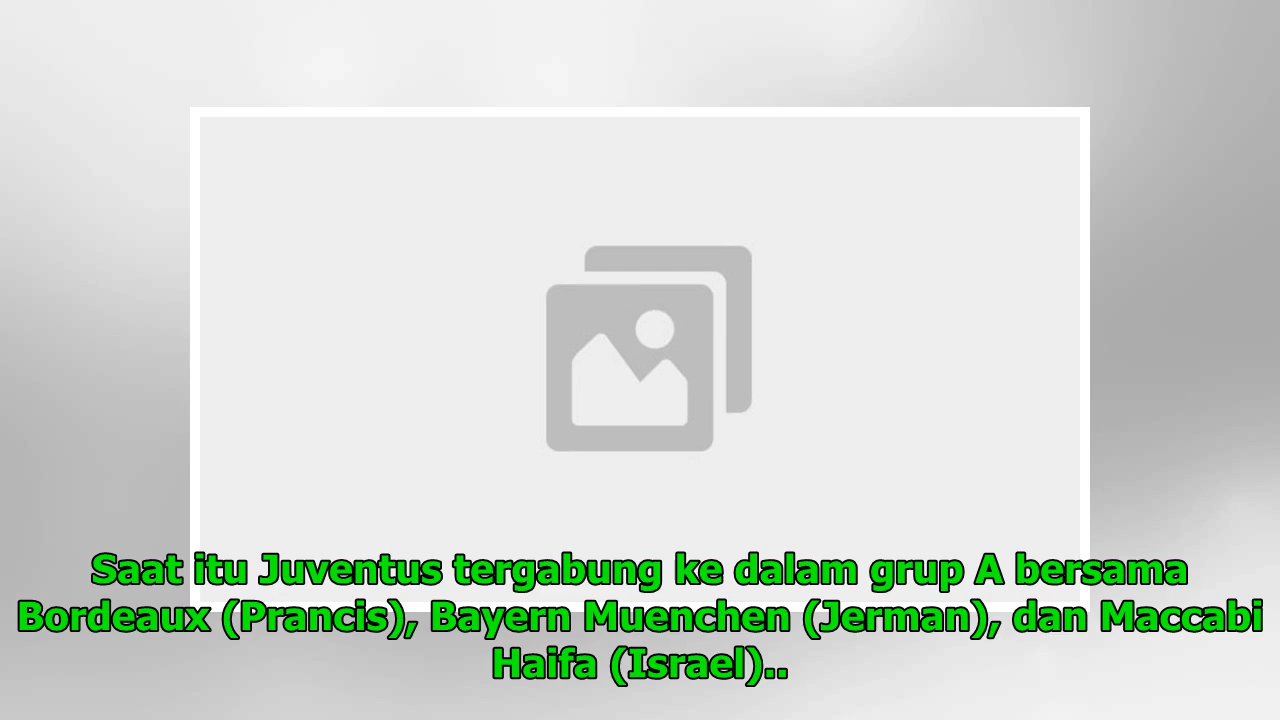 Saat itu Juventus tergabung ke dalam grup A bersama
Bordeaux (Prancis), Bayern Muenchen (Jerman), dan Maccabi
Haifa (Israel)..